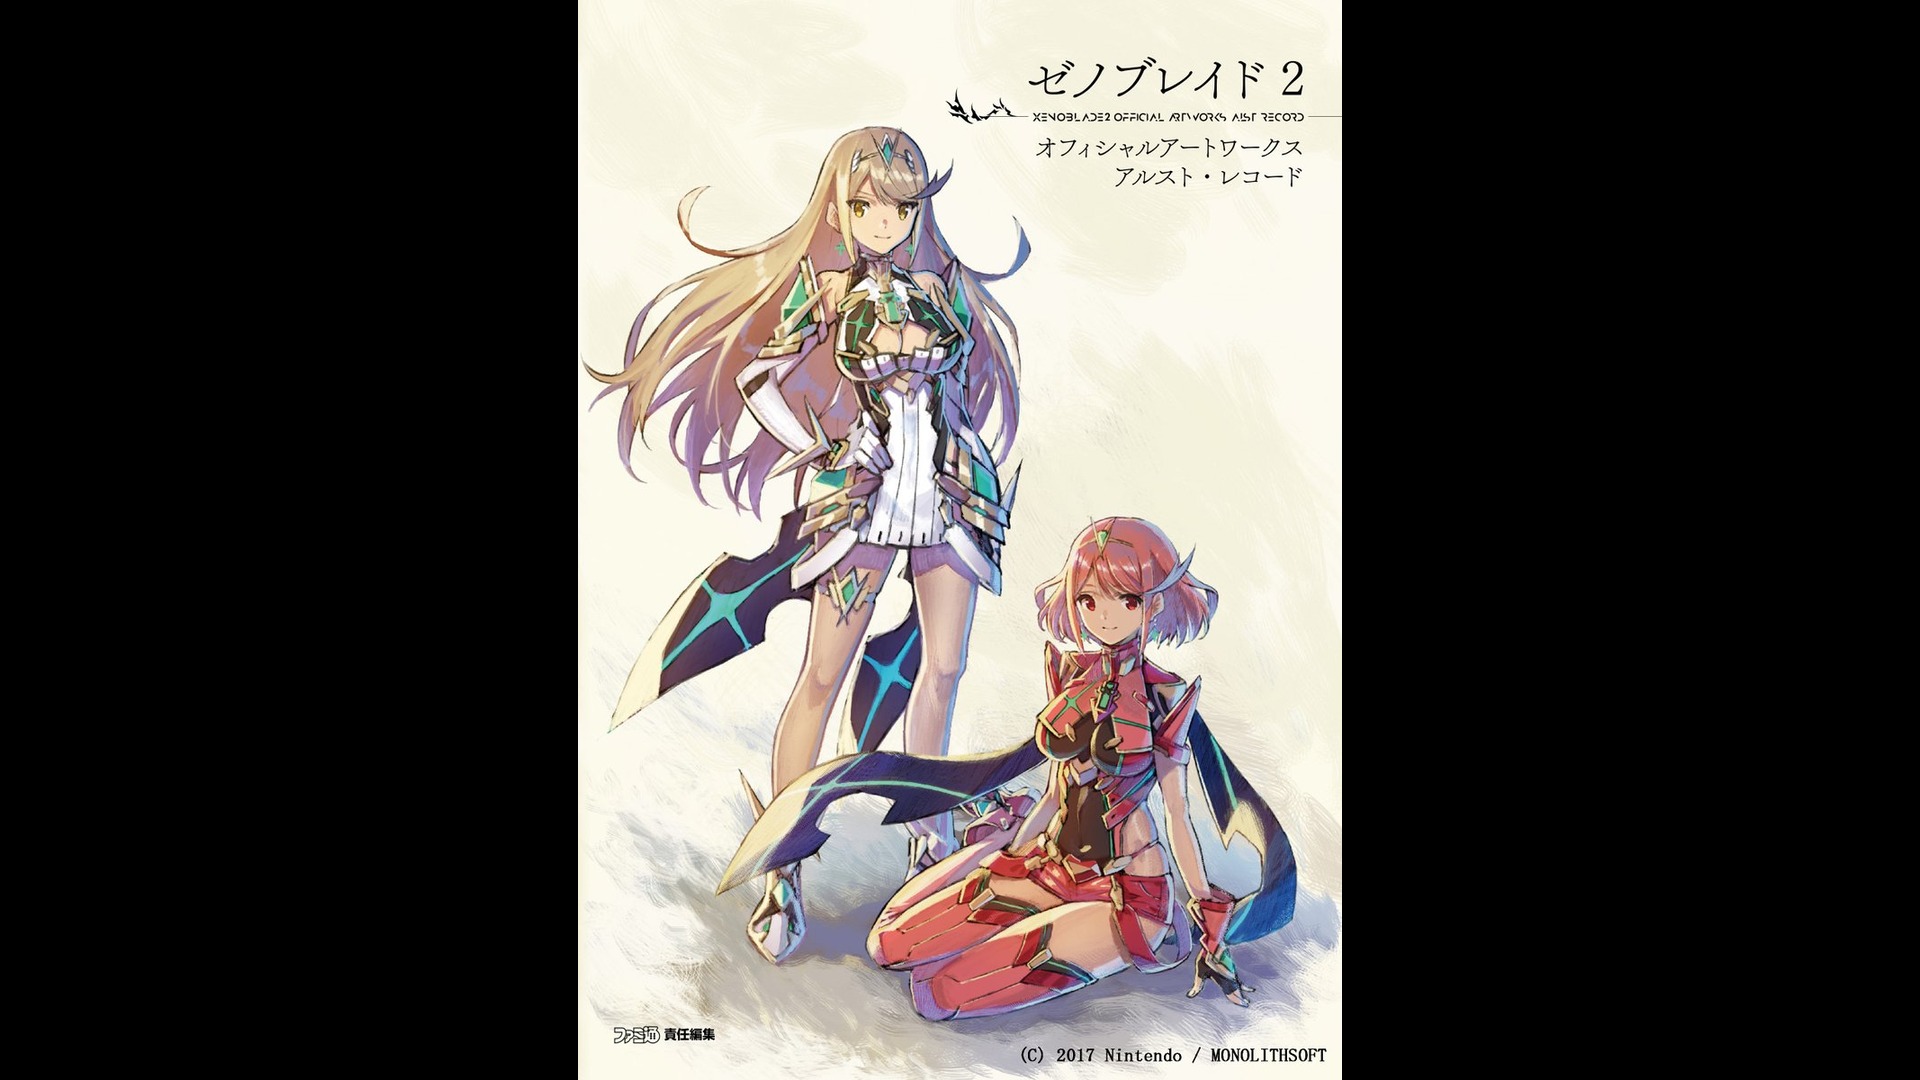 ゼノブレイド2
XENOBLADE2 OFFICIAL ARTWORKS ALST RECORD
オフィシャルアートワークス
アルスト・レコード
ファミ通 責任編集
(C) 2017 Nintendo / MONOLITHSOFT